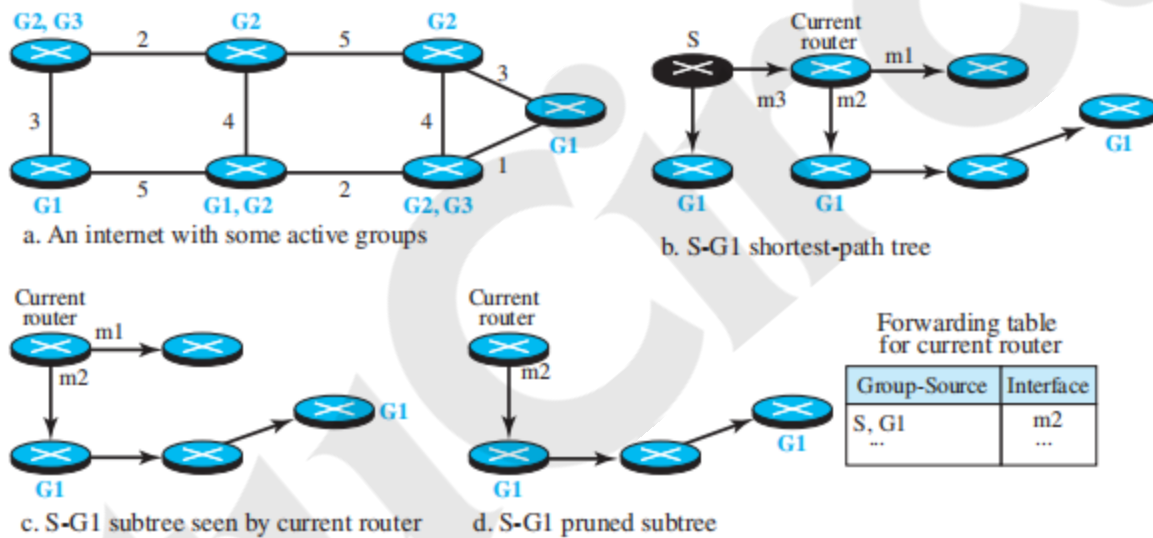 G2, G3
2
G2
5
G2
3
3
4
4
G1
1
G1
5
G1, G2
2
G2, G3
a. An internet with some active groups
S
Current
router
m1
m3
m2
G1
G1
G1
b. S-G1 shortest-path tree
Current
router
m1
m2
G1
G1
c. S-G1 subtree seen by current router
Current
router
m2
G1
G1
d. S-G1 pruned subtree
Forwarding table
for current router
Group-Source Interface
S, G1 m2
... ...